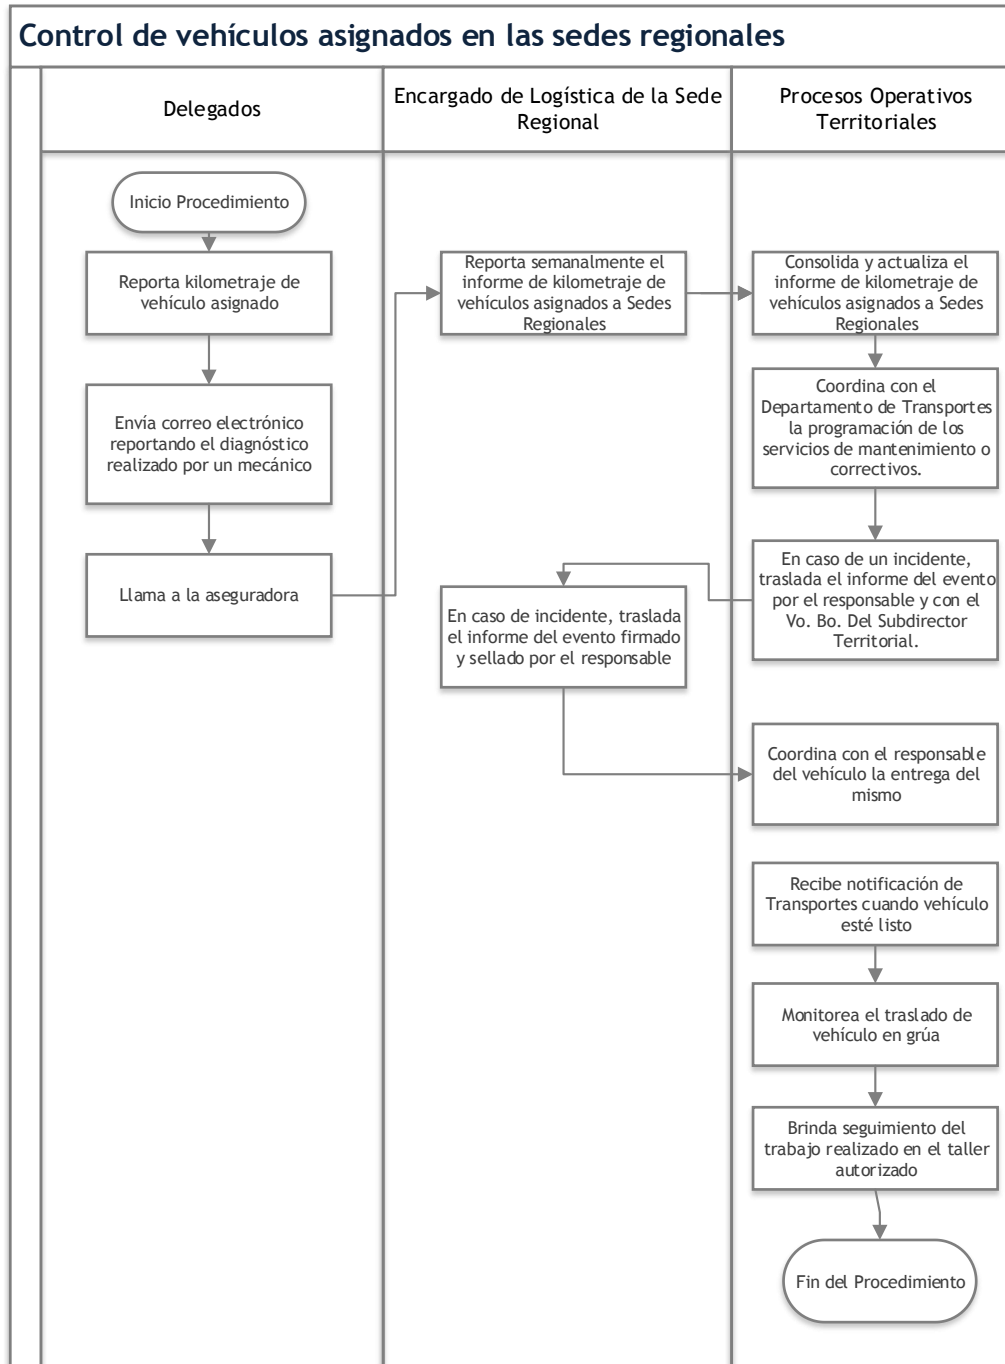 Control de vehículos asignados en las sedes regionales
Delegados
Encargado de Logística de la Sede
Regional
Procesos Operativos
Territoriales
Inicio Procedimiento
Reporta kilometraje de
vehículo asignado
Envía correo electrónico
reportando el diagnóstico
realizado por un mecánico
Llama a la aseguradora
Reporta semanalmente el
informe de kilometraje de
vehículos asignados a Sedes
Regionales
Consolida y actualiza el
informe de kilometraje de
vehículos asignados a Sedes
Regionales
Coordina con el
Departamento de Transportes
la programación de los
servicios de mantenimiento o
correctivos.
En caso de un incidente,
traslada el informe del evento
por el responsable y con el
Vo. Bo. Del Subdirector
Territorial.
En caso de incidente, traslada
el informe del evento firmado
y sellado por el responsable
Coordina con el responsable
del vehículo la entrega del
mismo
Recibe notificación de
Transportes cuando vehículo
esté listo
Monitorea el traslado de
vehículo en grúa
Brinda seguimiento del
trabajo realizado en el taller
autorizado
Fin del Procedimiento